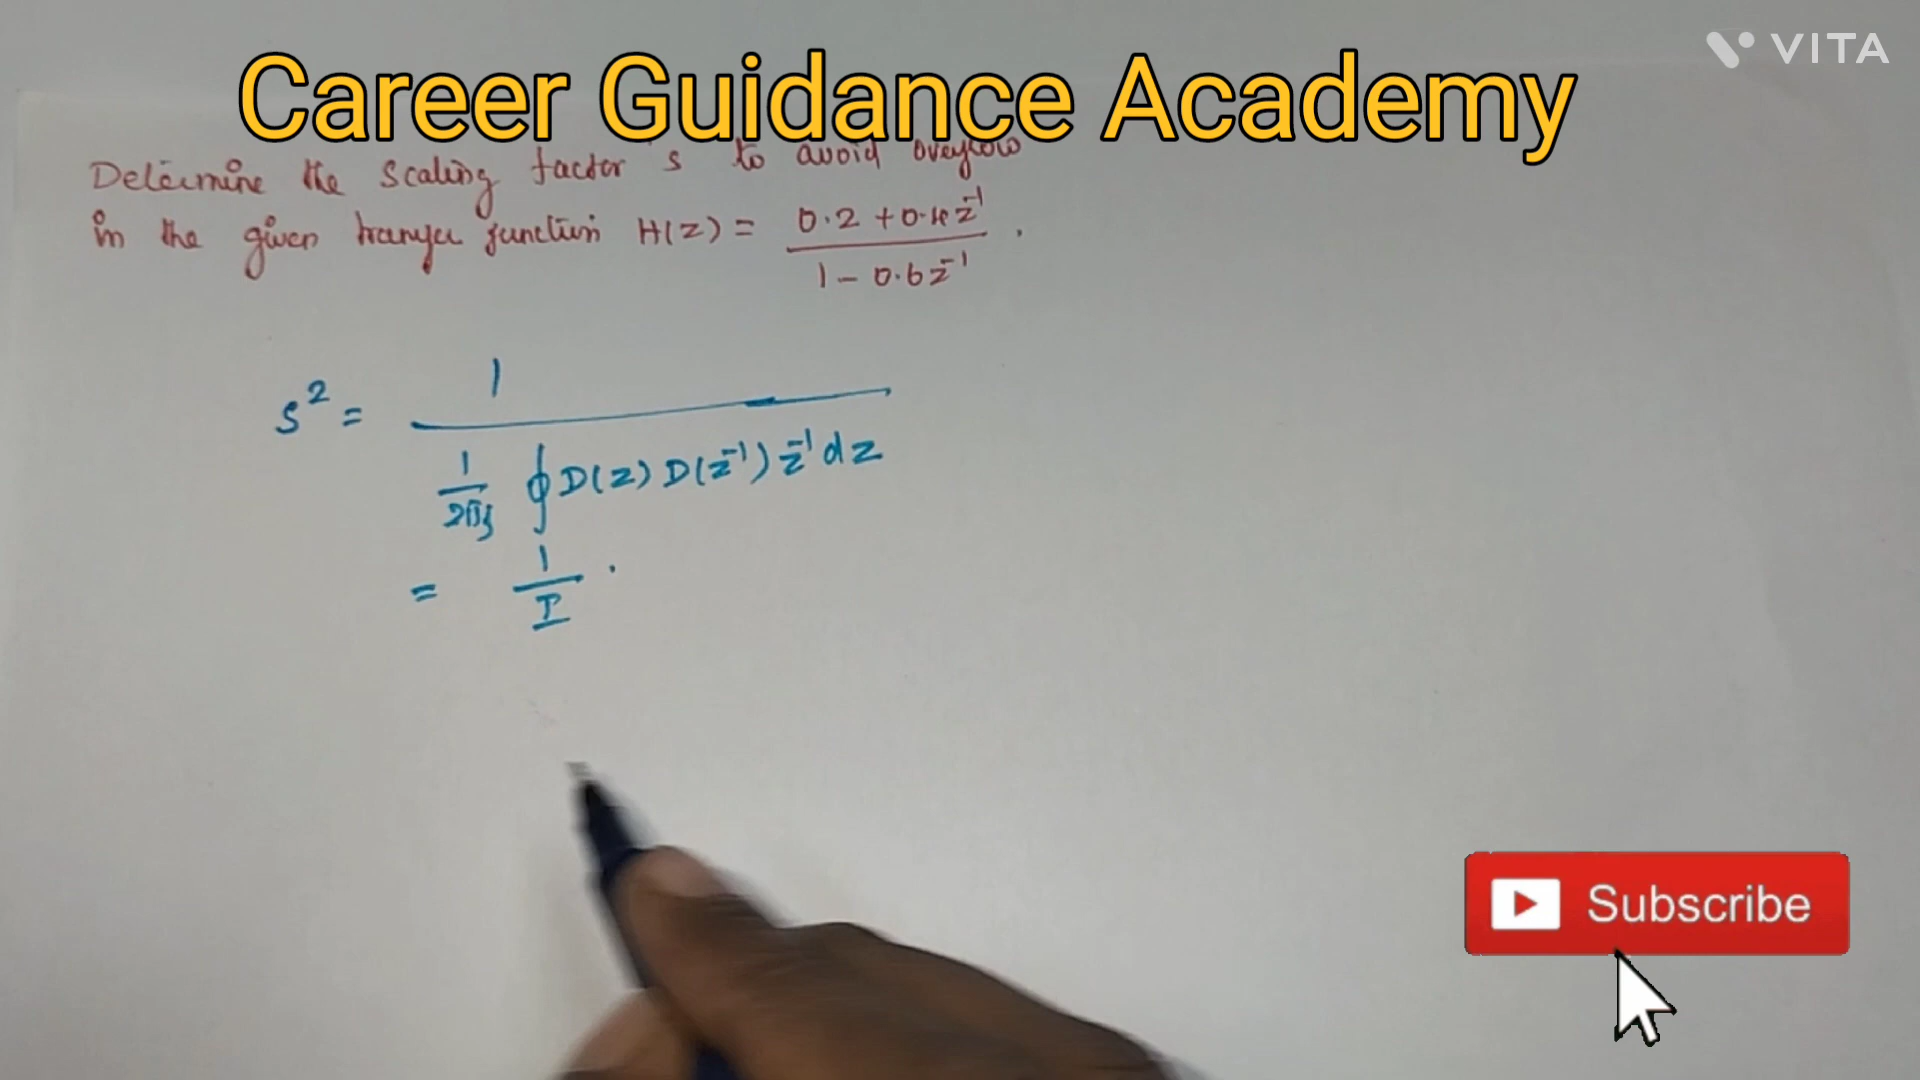 VITA
Career Guidance Academy
Determine the scaling factor s to avoid overflow
in the given transfer function H(z) = 0.2 + 0.4z⁻¹ / 1 - 0.6z⁻¹ .
s² = 1 / 1/2πj ∮ D(z) D(z⁻¹) z⁻¹ dz
= 1/I .
Subscribe